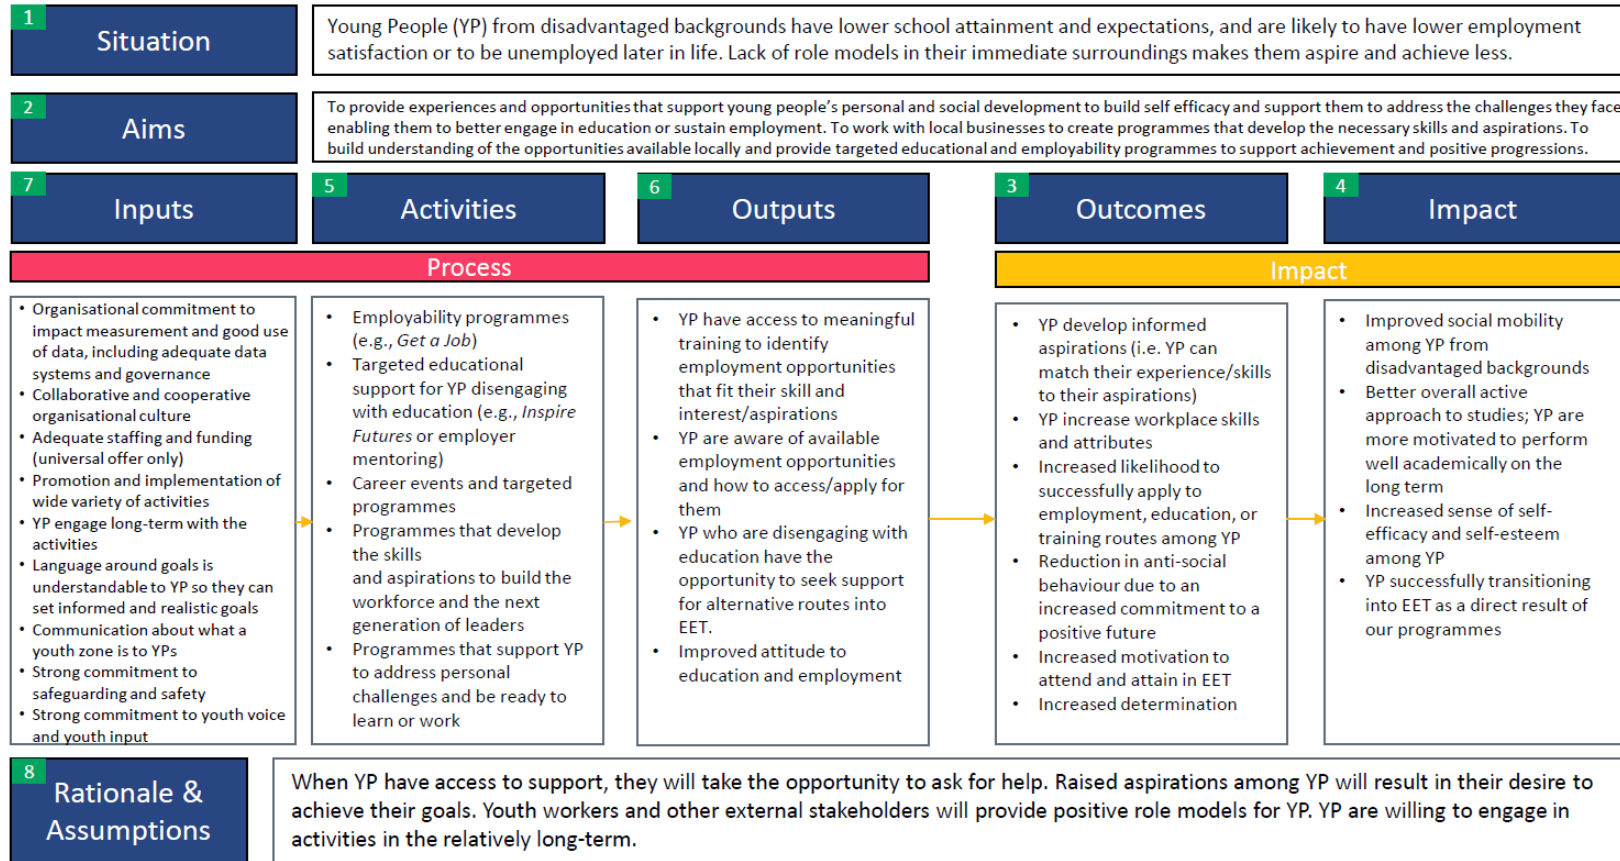 1
Situation
Young People (YP) from disadvantaged backgrounds have lower school attainment and expectations, and are likely to have lower employment
satisfaction or to be unemployed later in life. Lack of role models in their immediate surroundings makes them aspire and achieve less.
2
Aims
To provide experiences and opportunities that support young people's personal and social development to build self efficacy and support them to address the challenges they face
enabling them to better engage in education or sustain employment. To work with local businesses to create programmes that develop the necessary skills and aspirations. To
build understanding of the opportunities available locally and provide targeted educational and employability programmes to support achievement and positive progressions.
7
Inputs
5
Activities
6
Outputs
3
Outcomes
4
Impact
Process
Impact
• Organisational commitment to
impact measurement and good use
of data, including adequate data
systems and governance
• Collaborative and cooperative
organisational culture
• Adequate staffing and funding
(universal offer only)
• Promotion and implementation of
wide variety of activities
• YP engage long-term with the
activities
• Language around goals is
understandable to YP so they can
set informed and realistic goals
• Communication about what a
youth zone is to YPs
• Strong commitment to
safeguarding and safety
• Strong commitment to youth voice
and youth input
• Employability programmes
(e.g., Get a Job)
• Targeted educational
support for YP disengaging
with education (e.g., Inspire
Futures or employer
mentoring)
• Career events and targeted
programmes
• Programmes that develop
the skills
and aspirations to build the
workforce and the next
generation of leaders
• Programmes that support YP
to address personal
challenges and be ready to
learn or work
• YP have access to meaningful
training to identify
employment opportunities
that fit their skill and
interest/aspirations
• YP are aware of available
employment opportunities
and how to access/apply for
them
• YP who are disengaging with
education have the
opportunity to seek support
for alternative routes into
EET.
• Improved attitude to
education and employment
• YP develop informed
aspirations (i.e. YP can
match their experience/skills
to their aspirations)
• YP increase workplace skills
and attributes
• Increased likelihood to
successfully apply to
employment, education, or
training routes among YP
• Reduction in anti-social
behaviour due to an
increased commitment to a
positive future
• Increased motivation to
attend and attain in EET
• Increased determination
• Improved social mobility
among YP from
disadvantaged backgrounds
• Better overall active
approach to studies; YP are
more motivated to perform
well academically on the
long term
• Increased sense of self-
efficacy and self-esteem
among YP
• YP successfully transitioning
into EET as a direct result of
our programmes
8
Rationale &
Assumptions
When YP have access to support, they will take the opportunity to ask for help. Raised aspirations among YP will result in their desire to
achieve their goals. Youth workers and other external stakeholders will provide positive role models for YP. YP are willing to engage in
activities in the relatively long-term.